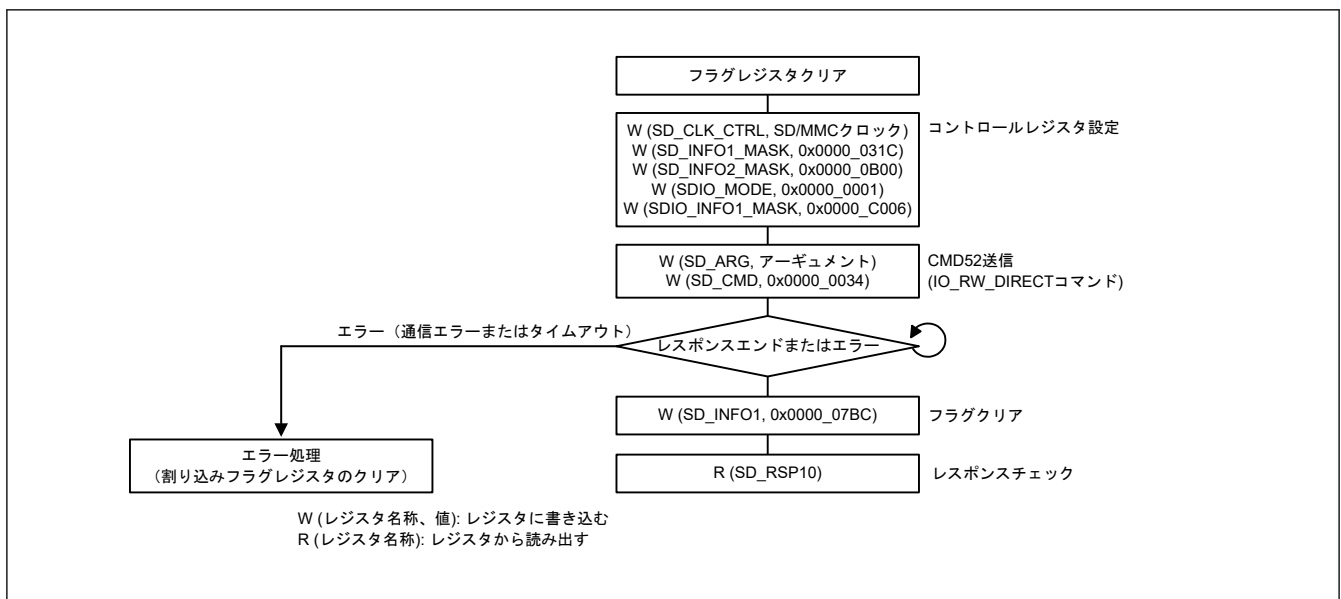 フラグレジスタクリア
W (SD_CLK_CTRL, SD/MMCクロック)
W (SD_INFO1_MASK, 0x0000_031C)
W (SD_INFO2_MASK, 0x0000_0B00)
W (SDIO_MODE, 0x0000_0001)
W (SDIO_INFO1_MASK, 0x0000_C006)
コントロールレジスタ設定
W (SD_ARG, アーギュメント)
W (SD_CMD, 0x0000_0034)
CMD52送信
(IO_RW_DIRECTコマンド)
エラー（通信エラーまたはタイムアウト）
レスポンスエンドまたはエラー
W (SD_INFO1, 0x0000_07BC)
フラグクリア
エラー処理
（割り込みフラグレジスタのクリア）
R (SD_RSP10)
レスポンスチェック
W (レジスタ名称、値): レジスタに書き込む
R (レジスタ名称): レジスタから読み出す